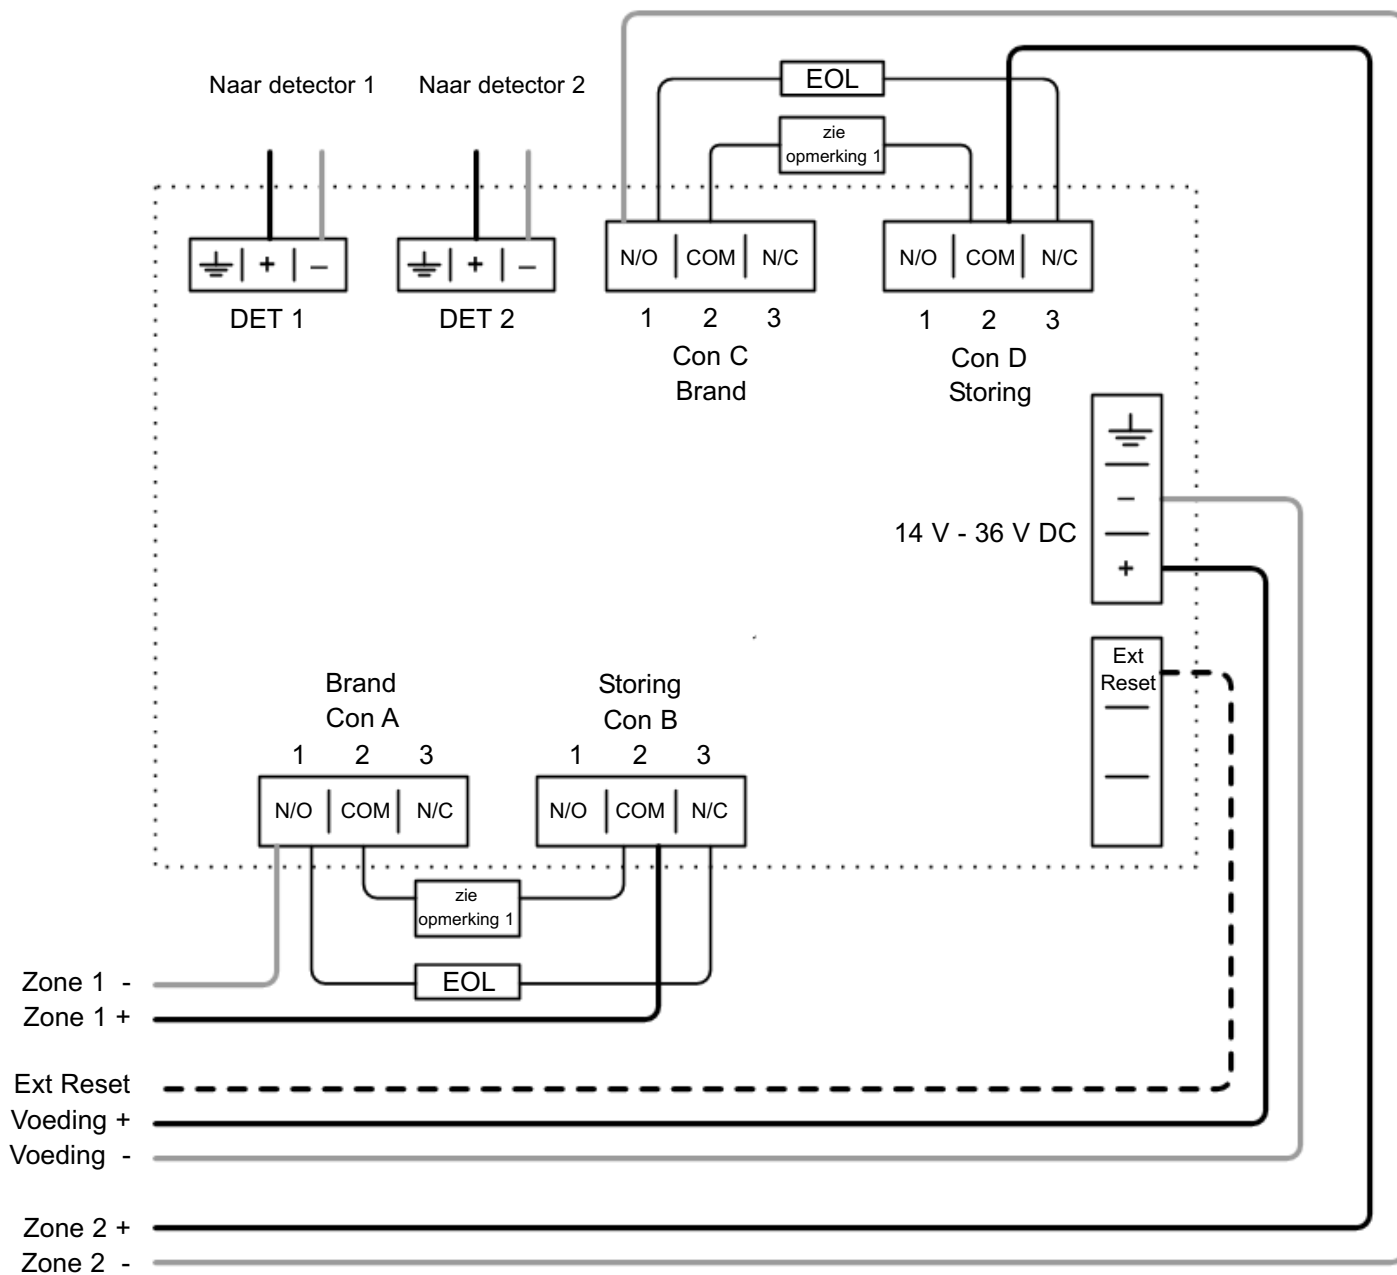 Naar detector 1
Naar detector 2
EOL
zie
opmerking 1
+ –
DET 1
+ –
DET 2
N/O COM N/C
1 2 3
Con C
Brand
N/O COM N/C
1 2 3
Con D
Storing
14 V - 36 V DC
–
+
Ext
Reset
Brand
Con A
1 2 3
N/O COM N/C
Storing
Con B
1 2 3
N/O COM N/C
zie
opmerking 1
EOL
Zone 1 -
Zone 1 +
Ext Reset
Voeding +
Voeding -
Zone 2 +
Zone 2 -